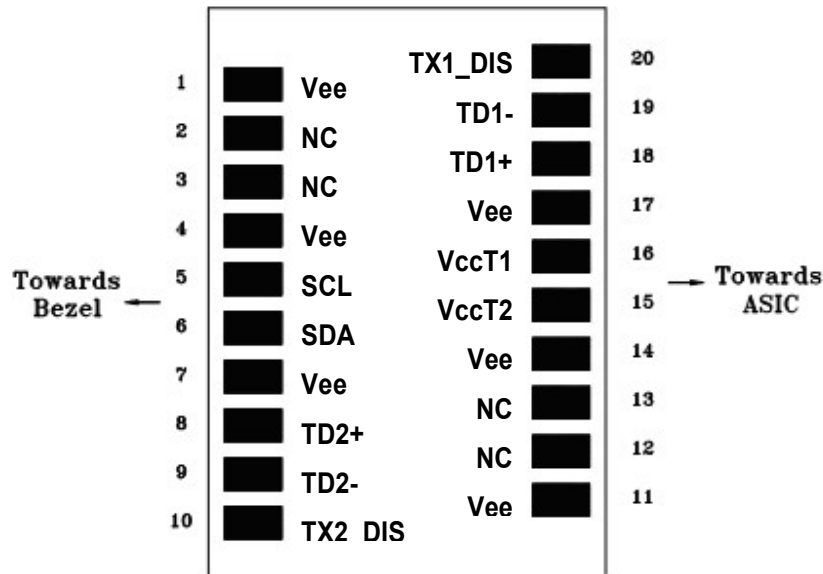 1 Vee
2 NC
3 NC
4 Vee
5 SCL
6 SDA
7 Vee
8 TD2+
9 TD2-
10 TX2_DIS
Towards
Bezel
TX1_DIS 20
TD1- 19
TD1+ 18
Vee 17
VccT1 16
VccT2 15
Vee 14
NC 13
NC 12
Vee 11
Towards
ASIC